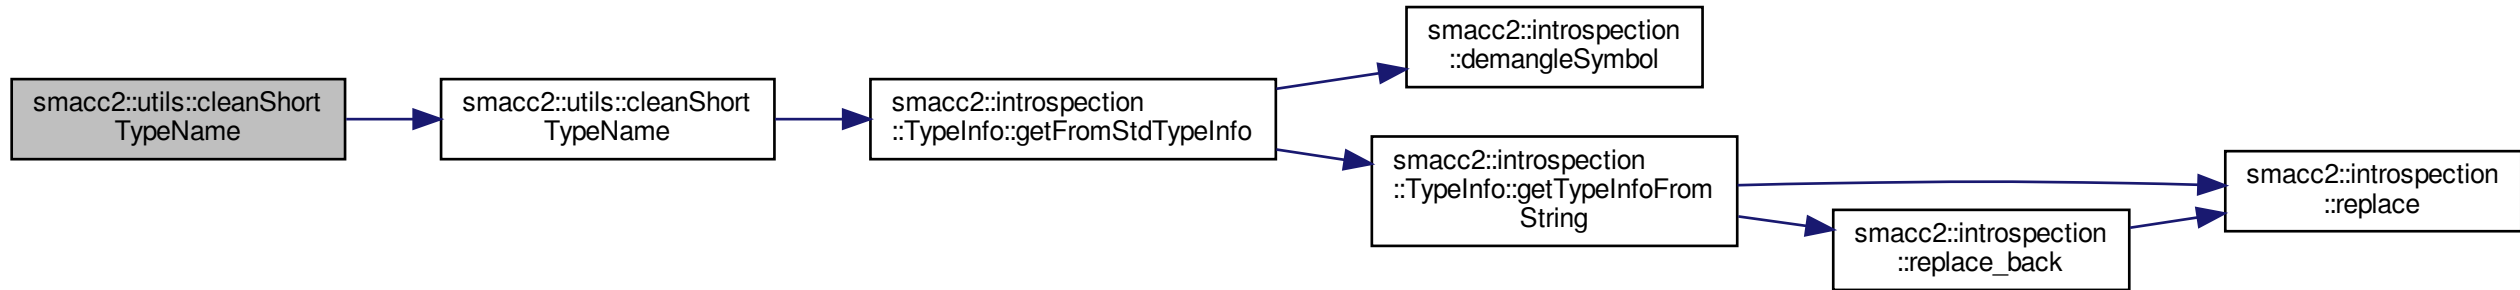 smacc2::utils::cleanShort
TypeName
smacc2::utils::cleanShort
TypeName
smacc2::introspection
::TypeInfo::getFromStdTypeInfo
smacc2::introspection
::demangleSymbol
smacc2::introspection
::TypeInfo::getTypeInfoFrom
String
smacc2::introspection
::replace_back
smacc2::introspection
::replace